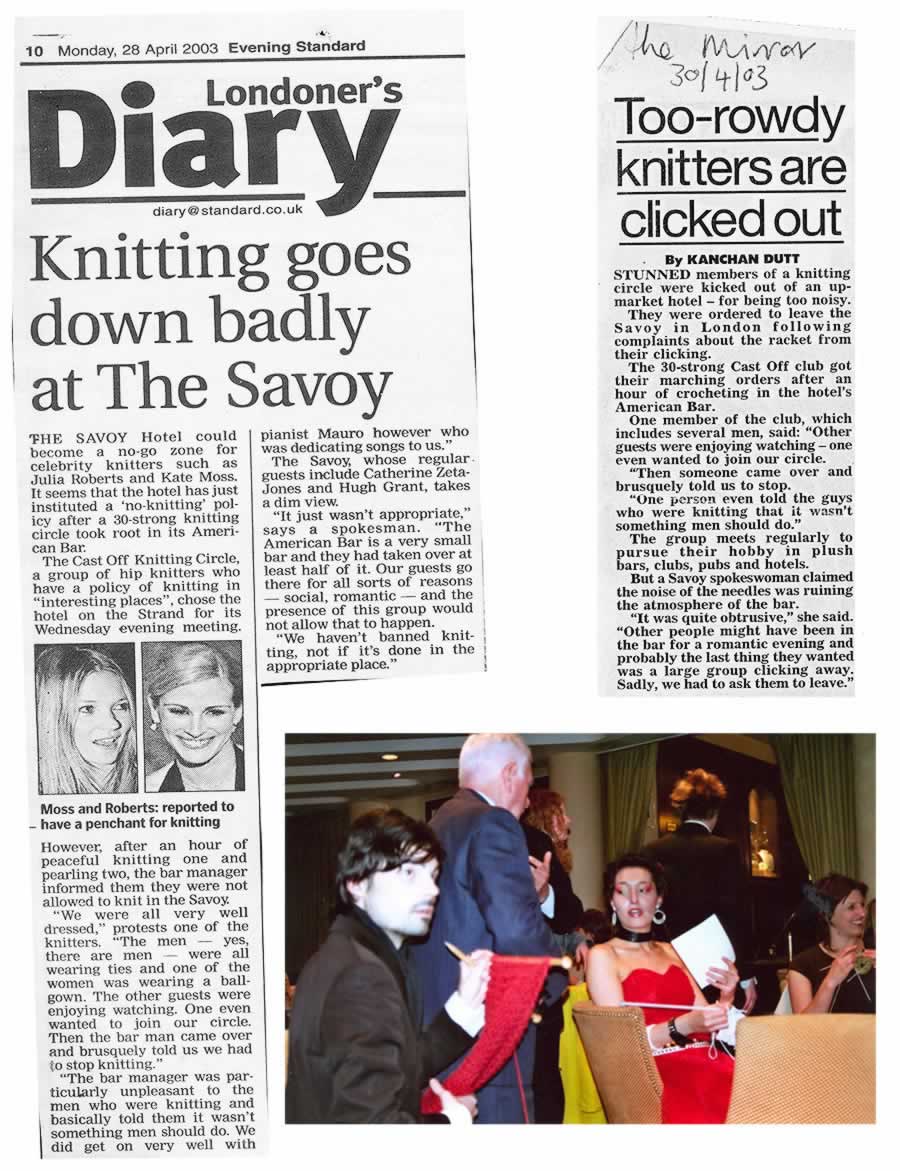 10 Monday, 28 April 2003 Evening Standard
Londoner's
Diary
diary@standard.co.uk
Knitting goes
down badly
at The Savoy
THE SAVOY Hotel could
become a no-go zone for
celebrity knitters such as
Julia Roberts and Kate Moss.
It seems that the hotel has just
instituted a ‘no-knitting’ pol-
icy after a 30-strong knitting
circle took root in its Ameri-
can Bar.
The Cast Off Knitting Circle,
a group of hip knitters who
have a policy of knitting in
“interesting places”, chose the
hotel on the Strand for its
Wednesday evening meeting.
Moss and Roberts: reported to
have a penchant for knitting
However, after an hour of
peaceful knitting one and
pearling two, the bar manager
informed them they were not
allowed to knit in the Savoy.
“We were all very well
dressed,” protests one of the
knitters. “The men — yes,
there are men — were all
wearing ties and one of the
women was wearing a ball-
gown. The other guests were
enjoying watching. One even
wanted to join our circle.
Then the bar man came over
and brusquely told us we had
to stop knitting.”
“The bar manager was par-
ticularly unpleasant to the
men who were knitting and
basically told them it wasn't
something men should do. We
did get on very well with
pianist Mauro however who
was dedicating songs to us.”
The Savoy, whose regular
guests include Catherine Zeta-
Jones and Hugh Grant, takes
a dim view.
“It just wasn't appropriate,”
says a spokesman. “The
American Bar is a very small
bar and they had taken over at
least half of it. Our guests go
there for all sorts of reasons
— social, romantic — and the
presence of this group would
not allow that to happen.
“We haven't banned knit-
ting, not if it's done in the
appropriate place.”
the Mirror
30/4/03
Too-rowdy
knitters are
clicked out
By KANCHAN DUTT
STUNNED members of a knitting
circle were kicked out of an up-
market hotel – for being too noisy.
They were ordered to leave the
Savoy in London following
complaints about the racket from
their clicking.
The 30-strong Cast Off club got
their marching orders after an
hour of crocheting in the hotel's
American Bar.
One member of the club, which
includes several men, said: “Other
guests were enjoying watching – one
even wanted to join our circle.
“Then someone came over and
brusquely told us to stop.
“One person even told the guys
who were knitting that it wasn't
something men should do.”
The group meets regularly to
pursue their hobby in plush
bars, clubs, pubs and hotels.
But a Savoy spokeswoman claimed
the noise of the needles was ruining
the atmosphere of the bar.
“It was quite obtrusive,” she said.
“Other people might have been in
the bar for a romantic evening and
probably the last thing they wanted
was a large group clicking away.
Sadly, we had to ask them to leave.”